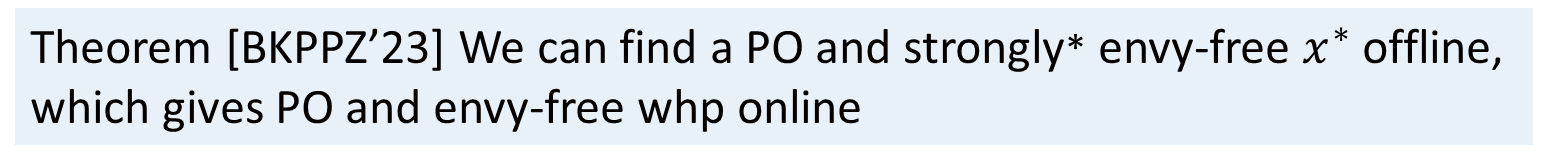 Theorem [BKPPZ’23] We can find a PO and strongly* envy-free x* offline,
which gives PO and envy-free whp online